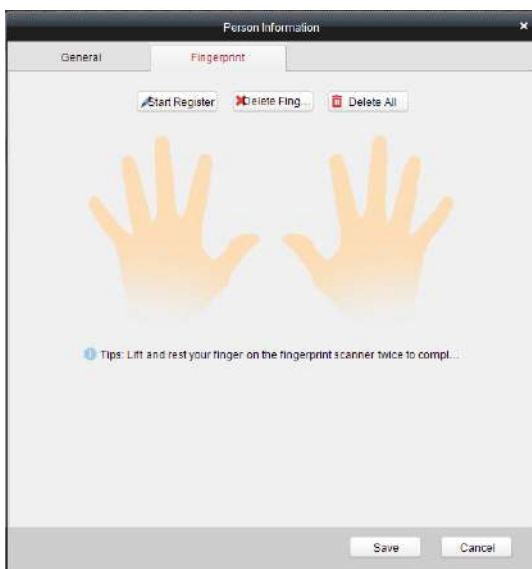 Person Information
General Fingerprint
Start Register Delete Fing... Delete All
Tips: Lift and rest your finger on the fingerprint scanner twice to compl...
Save Cancel